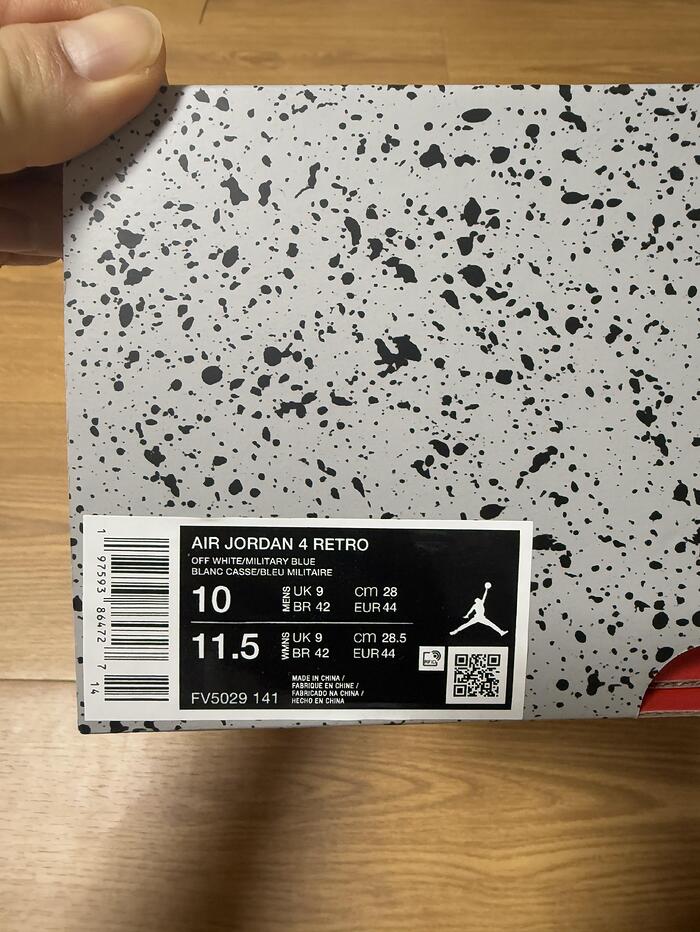 AIR JORDAN 4 RETRO
OFF WHITE/MILITARY BLUE
BLANC CASSE/BLEU MILITAIRE
10 MENS UK 9 cm 28
BR 42 EUR 44
11.5 WMNS UK 9 cm 28.5
BR 42 EUR 44
RFID
FV5029 141
MADE IN CHINA /
FABRIQUE EN CHINE /
FABRICADO NA CHINA /
HECHO EN CHINA
1 97593 86472 7 14